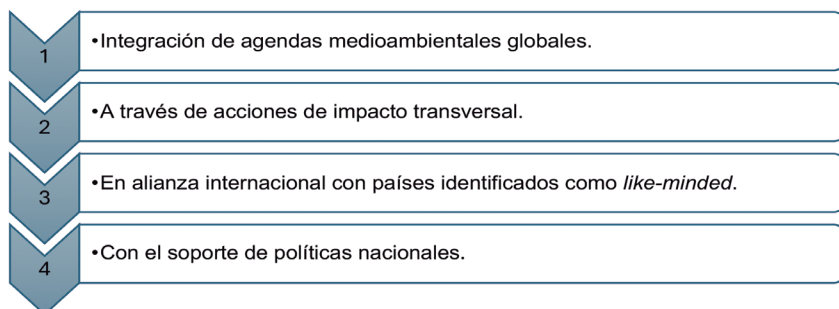 1
•Integración de agendas medioambientales globales.
2
•A través de acciones de impacto transversal.
3
•En alianza internacional con países identificados como like-minded.
4
•Con el soporte de políticas nacionales.